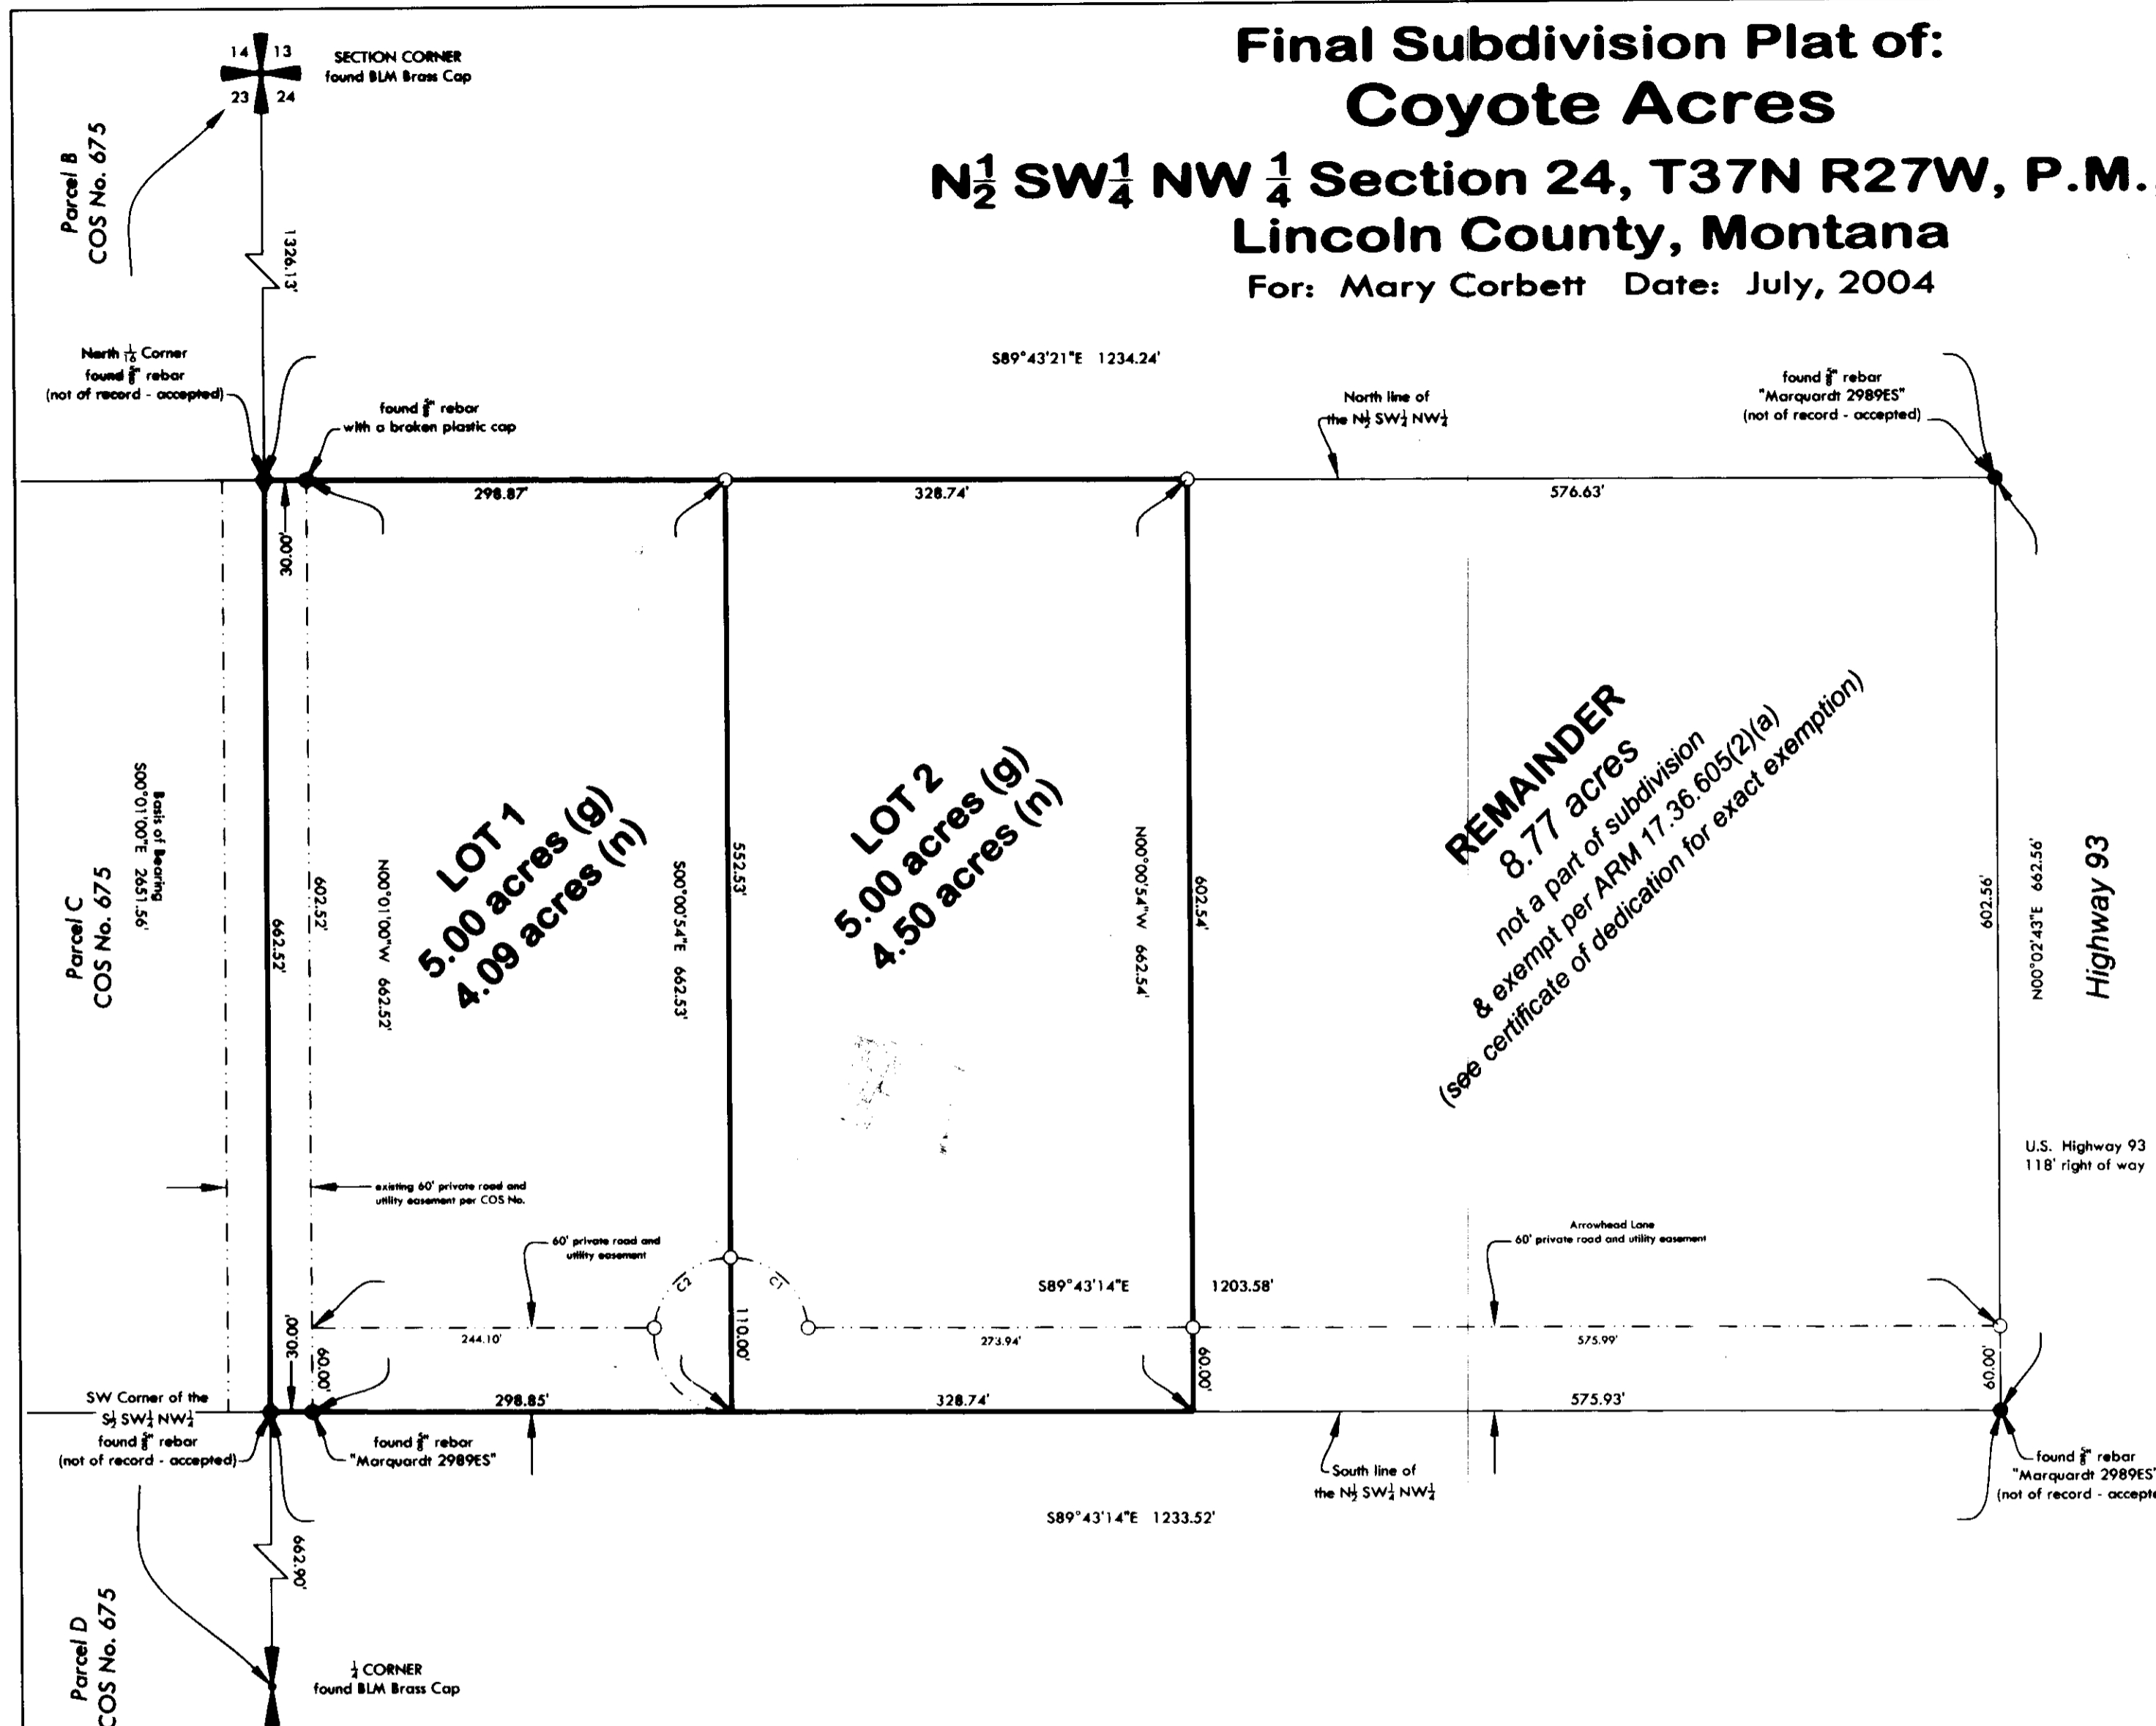 Final Subdivision Plat of:
Coyote Acres
N½ SW¼ NW ¼ Section 24, T37N R27W, P.M.
Lincoln County, Montana
For: Mary Corbett Date: July, 2004
14 13
23 24
SECTION CORNER
found BLM Brass Cap
Parcel B
COS No. 675
1326.13'
North 1/16 Corner
found ⅝" rebar
(not of record - accepted)
found ⅝" rebar
with a broken plastic cap
S89°43'21"E 1234.24'
North line of
the N½ SW¼ NW¼
found ⅝" rebar
"Marquardt 2989ES"
(not of record - accepted)
298.87'
328.74'
576.63'
30.00'
Parcel C
COS No. 675
Basis of Bearing
S00°01'00"E 2651.56'
662.52'
602.52'
N00°01'00"W 662.52'
LOT 1
5.00 acres (g)
4.09 acres (n)
S00°00'54"E 662.53'
552.53'
LOT 2
5.00 acres (g)
4.50 acres (n)
N00°00'54"W 662.54'
602.54'
REMAINDER
8.77 acres
not a part of subdivision
& exempt per ARM 17.36.605(2)(a)
(see certificate of dedication for exact exemption)
602.56'
N00°02'43"E 662.56'
Highway 93
U.S. Highway 93
118' right of way
existing 60' private road and
utility easement per COS No.
60' private road and
utility easement
C2
C1
Arrowhead Lane
60' private road and utility easement
S89°43'14"E 1203.58'
244.10'
110.00'
273.94'
575.99'
30.00'
60.00'
60.00'
60.00'
298.85'
328.74'
575.93'
SW Corner of the
S½ SW¼ NW¼
found ⅝" rebar
(not of record - accepted)
found ⅝" rebar
"Marquardt 2989ES"
South line of
the N½ SW¼ NW¼
found ⅝" rebar
"Marquardt 2989ES"
(not of record - accepte
S89°43'14"E 1233.52'
662.90'
Parcel D
COS No. 675
¼ CORNER
found BLM Brass Cap